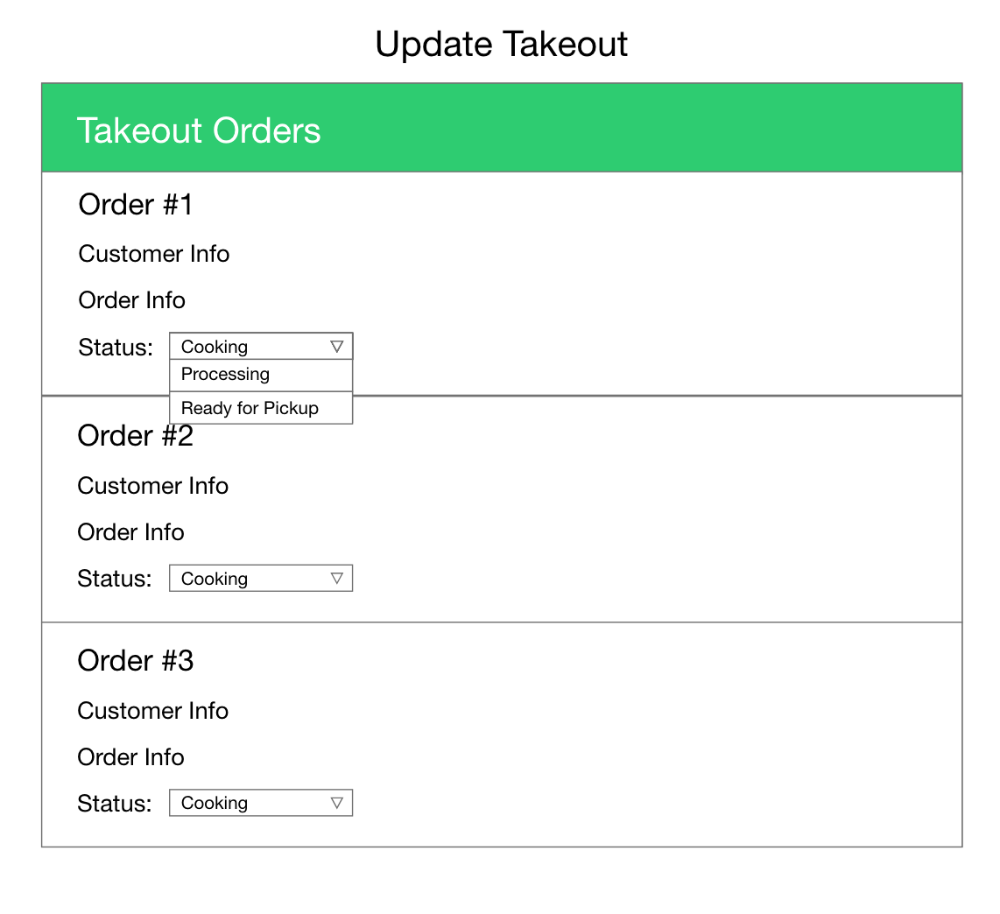 Update Takeout
Takeout Orders
Order #1
Customer Info
Order Info
Status: Cooking
Processing
Ready for Pickup
Order #2
Customer Info
Order Info
Status: Cooking
Order #3
Customer Info
Order Info
Status: Cooking